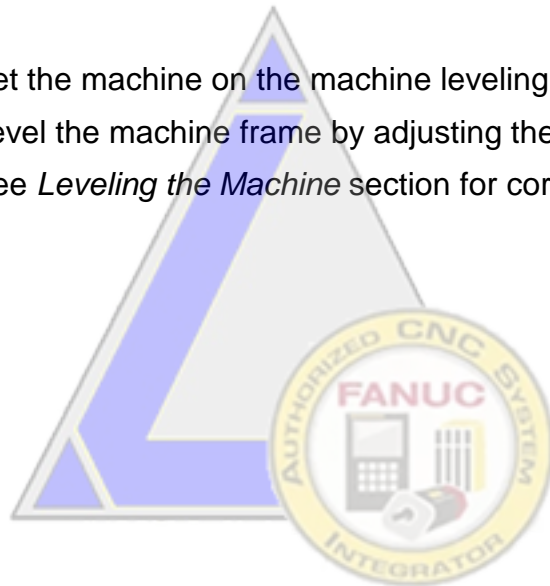 et the machine on the machine leveling
evel the machine frame by adjusting the
ee Leveling the Machine section for cor
AUTHORIZED CNC SYSTEM
FANUC
INTEGRATOR